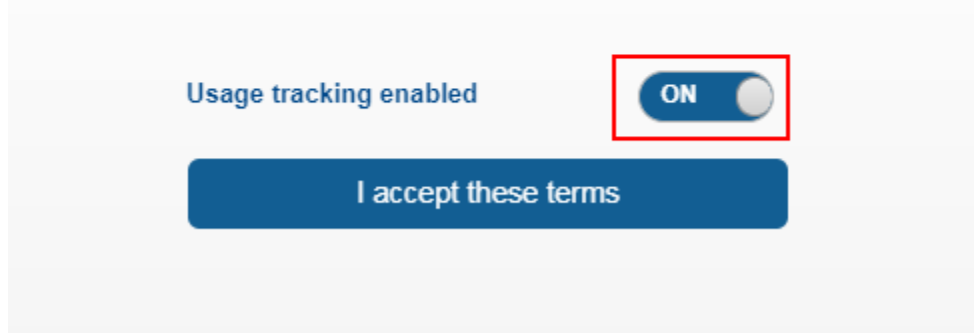 Usage tracking enabled ON
I accept these terms